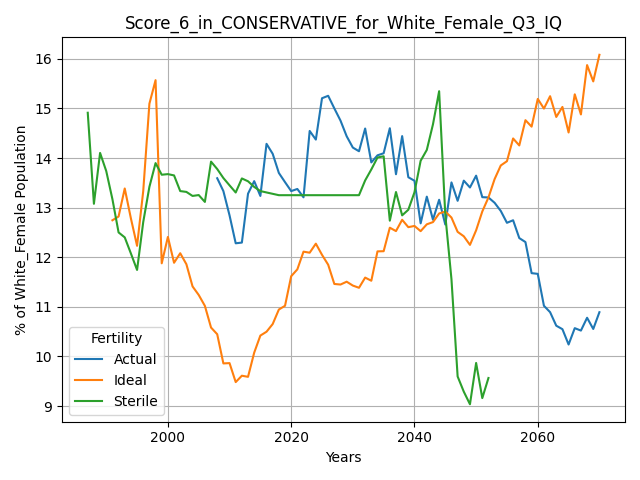 Score_6_in_CONSERVATIVE_for_White_Female_Q3_IQ
% of White_Female Population
16
15
14
13
12
11
10
9
Fertility
Actual
Ideal
Sterile
2000
2020
2040
2060
Years